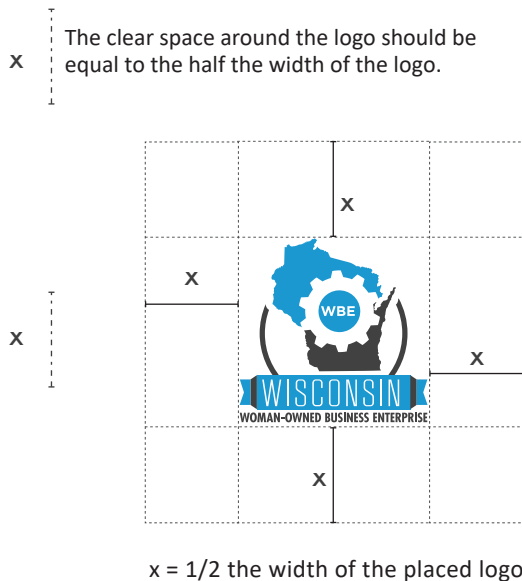 The clear space around the logo should be
x
equal to the half the width of the logo.
x
x
WBE
x
x
WISCONSIN
WOMAN-OWNED BUSINESS ENTERPRISE
x
x = 1/2 the width of the placed logo